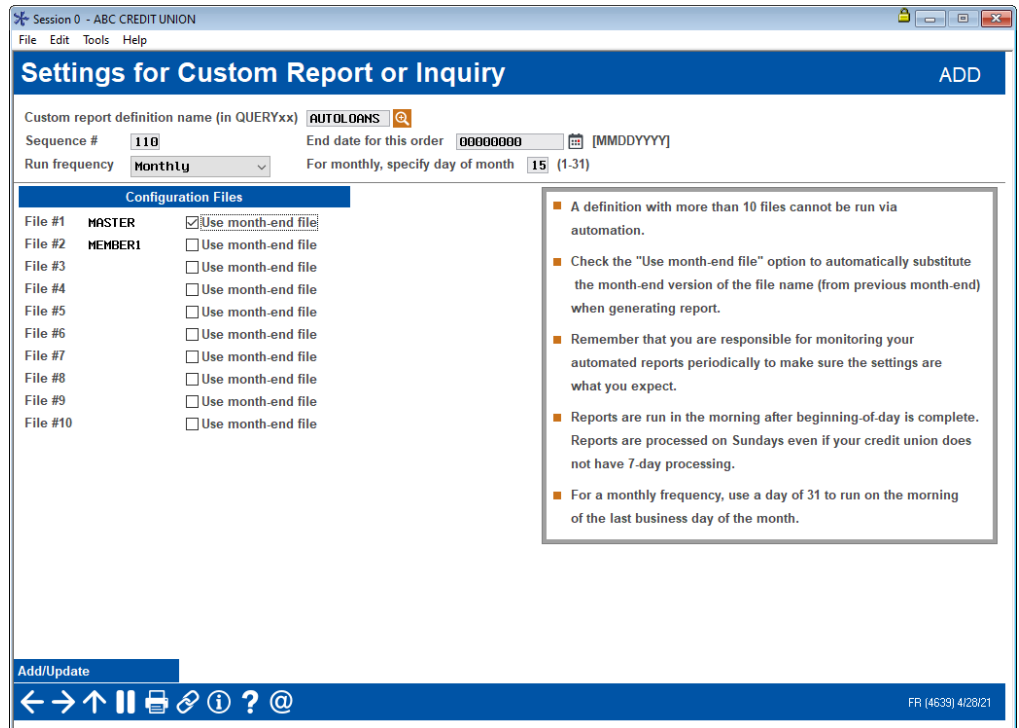 Session 0 - ABC CREDIT UNION
File Edit Tools Help
Settings for Custom Report or Inquiry ADD
Custom report definition name (in QUERYxx) AUTOLOANS
Sequence # 110 End date for this order 00000000 [MMDDYYYY]
Run frequency Monthly For monthly, specify day of month 15 (1-31)
Configuration Files
File #1 MASTER Use month-end file
File #2 MEMBER1 Use month-end file
File #3 Use month-end file
File #4 Use month-end file
File #5 Use month-end file
File #6 Use month-end file
File #7 Use month-end file
File #8 Use month-end file
File #9 Use month-end file
File #10 Use month-end file
A definition with more than 10 files cannot be run via
automation.
Check the "Use month-end file" option to automatically substitute
the month-end version of the file name (from previous month-end)
when generating report.
Remember that you are responsible for monitoring your
automated reports periodically to make sure the settings are
what you expect.
Reports are run in the morning after beginning-of-day is complete.
Reports are processed on Sundays even if your credit union does
not have 7-day processing.
For a monthly frequency, use a day of 31 to run on the morning
of the last business day of the month.
Add/Update
FR (4639) 4/28/21